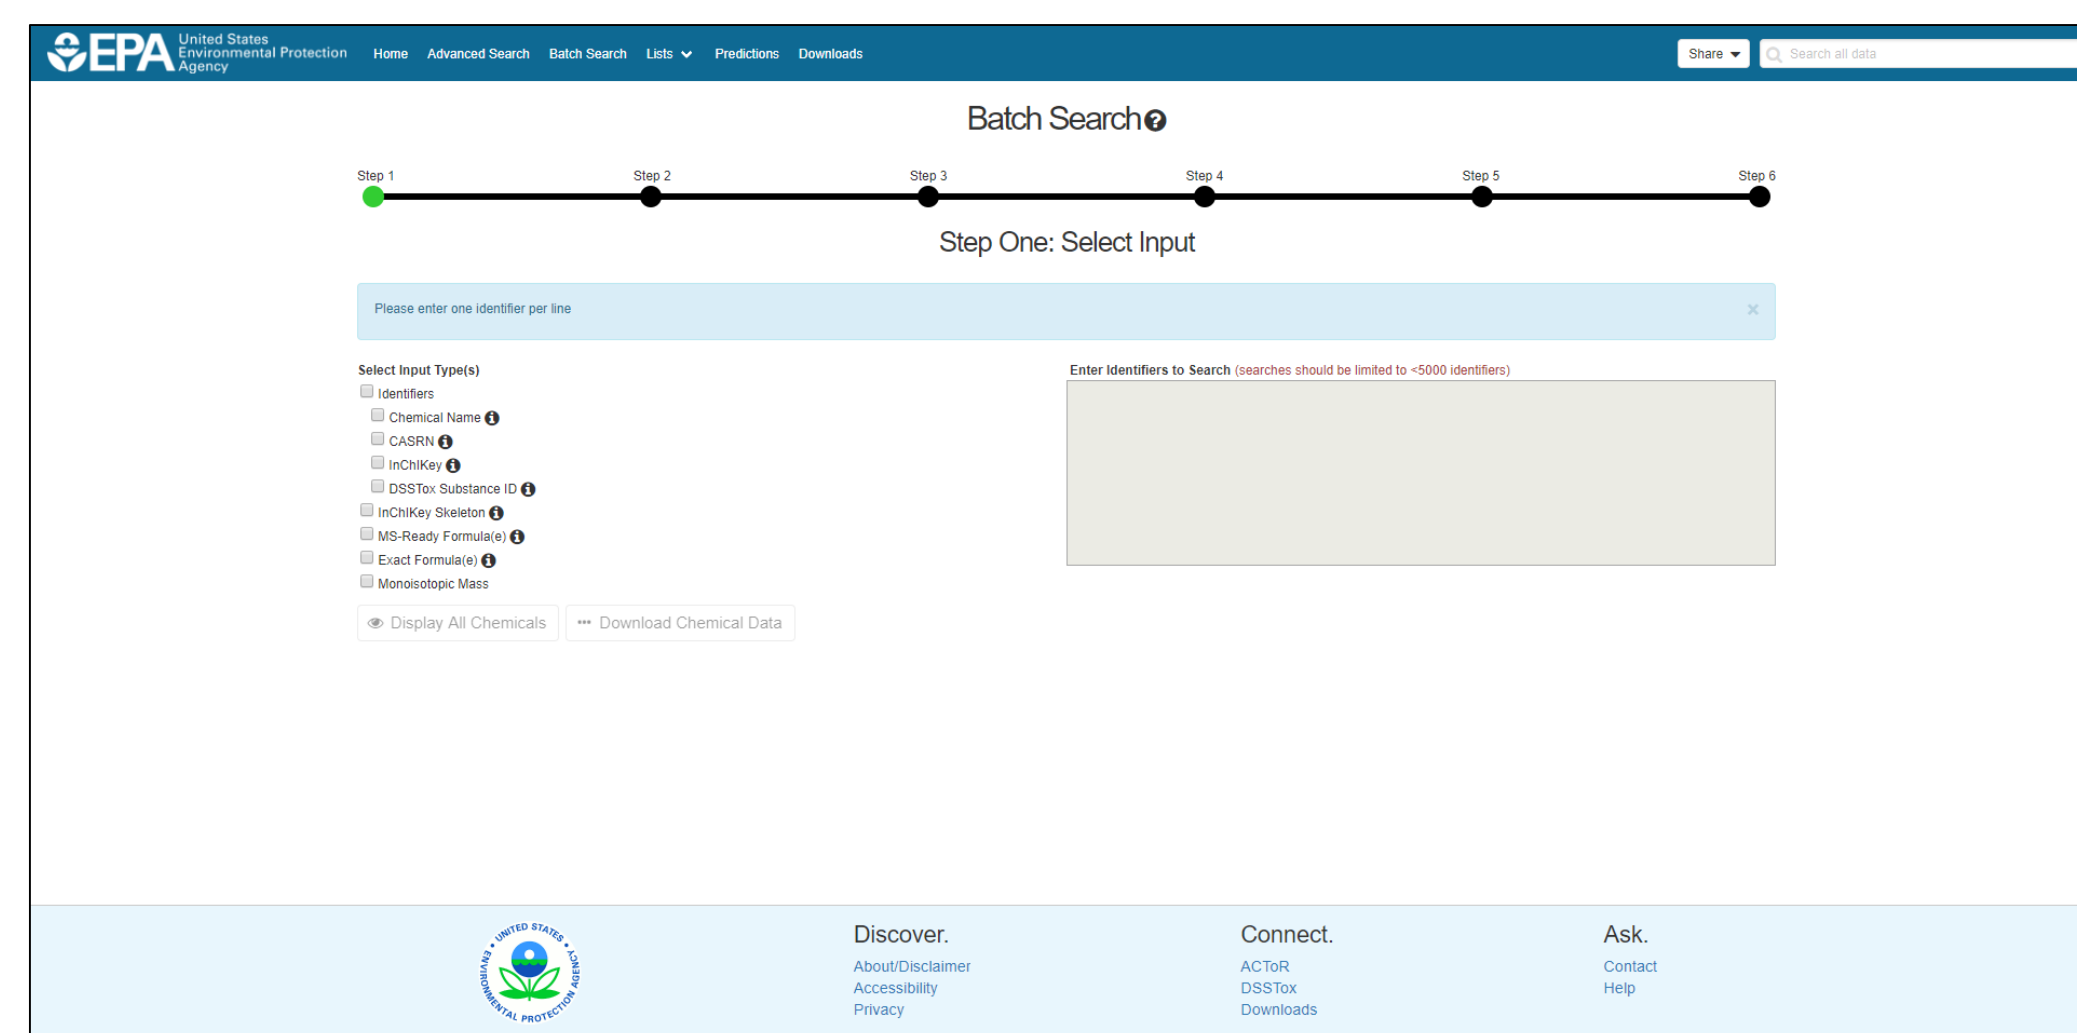 EPA United States Environmental Protection Agency
Home Advanced Search Batch Search Lists Predictions Downloads Share Search all data
Batch Search
Step 1 Step 2 Step 3 Step 4 Step 5 Step 6
Step One: Select Input
Please enter one identifier per line ×
Select Input Type(s)
Identifiers
Chemical Name
CASRN
InChIKey
DSSTox Substance ID
InChIKey Skeleton
MS-Ready Formula(e)
Exact Formula(e)
Monoisotopic Mass
Display All Chemicals ••• Download Chemical Data
Enter Identifiers to Search (searches should be limited to <5000 identifiers)
UNITED STATES • ENVIRONMENTAL PROTECTION AGENCY •
Discover.
About/Disclaimer
Accessibility
Privacy
Connect.
ACToR
DSSTox
Downloads
Ask.
Contact
Help